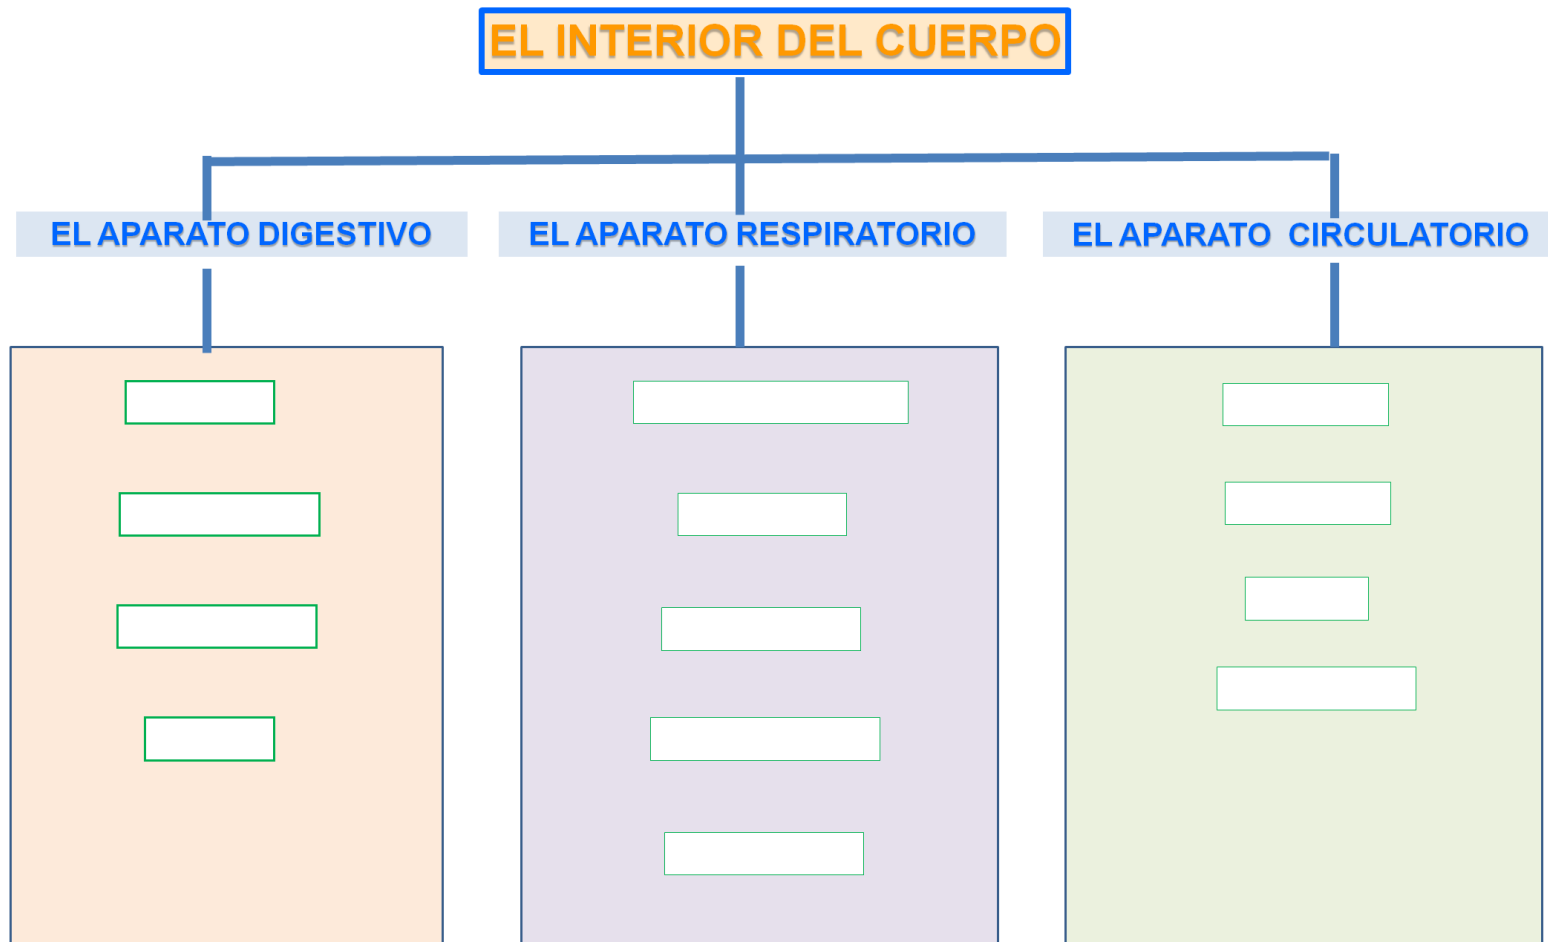 EL INTERIOR DEL CUERPO
EL APARATO DIGESTIVO
EL APARATO RESPIRATORIO
EL APARATO CIRCULATORIO